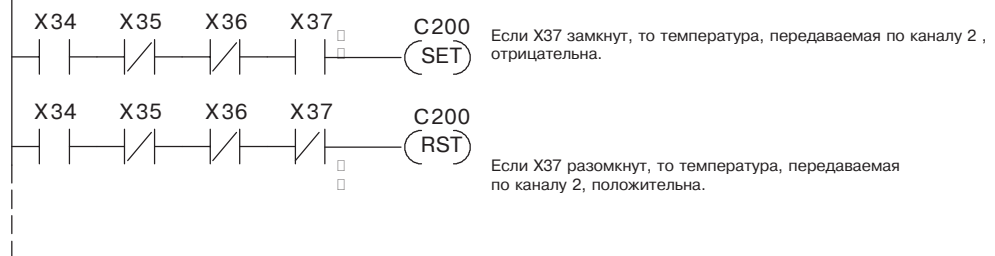 X34 X35 X36 X37 C200
SET
Если X37 замкнут, то температура, передаваемая по каналу 2 ,
отрицательна.
X34 X35 X36 X37 C200
RST
Если X37 разомкнут, то температура, передаваемая
по каналу 2, положительна.